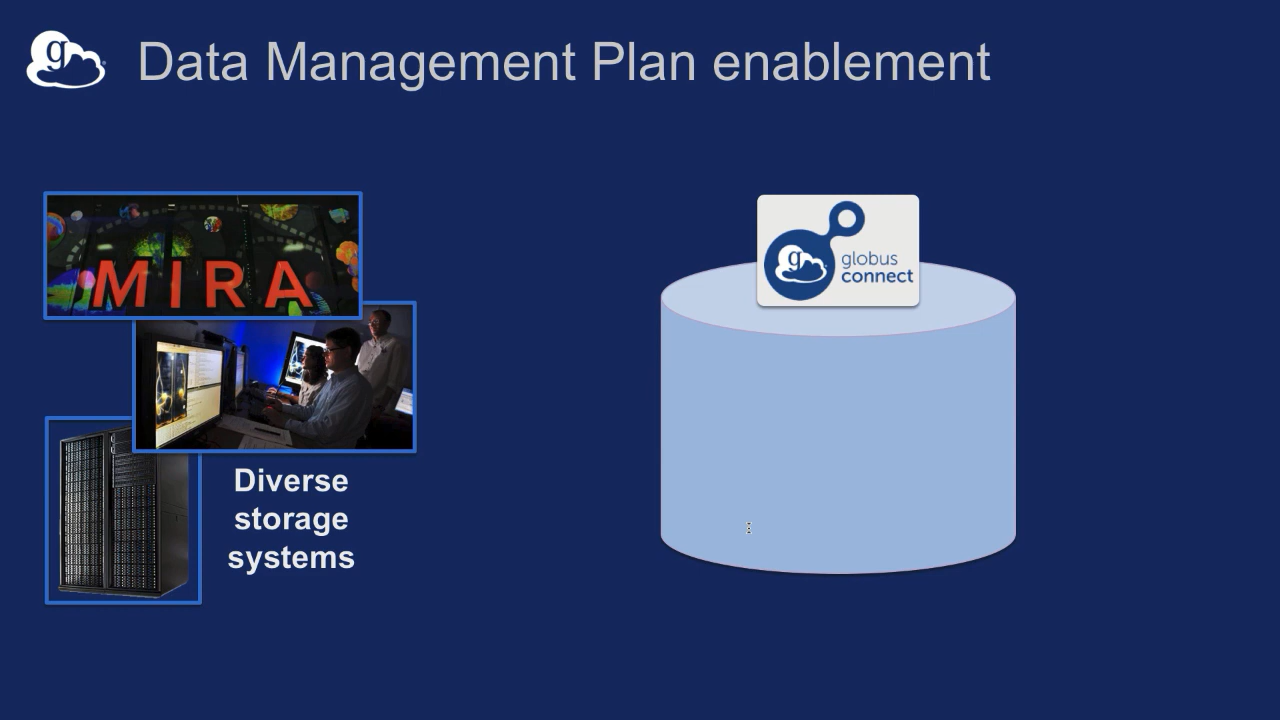 g
Data Management Plan enablement
MIRA
g
globus
connect
Diverse
storage
systems